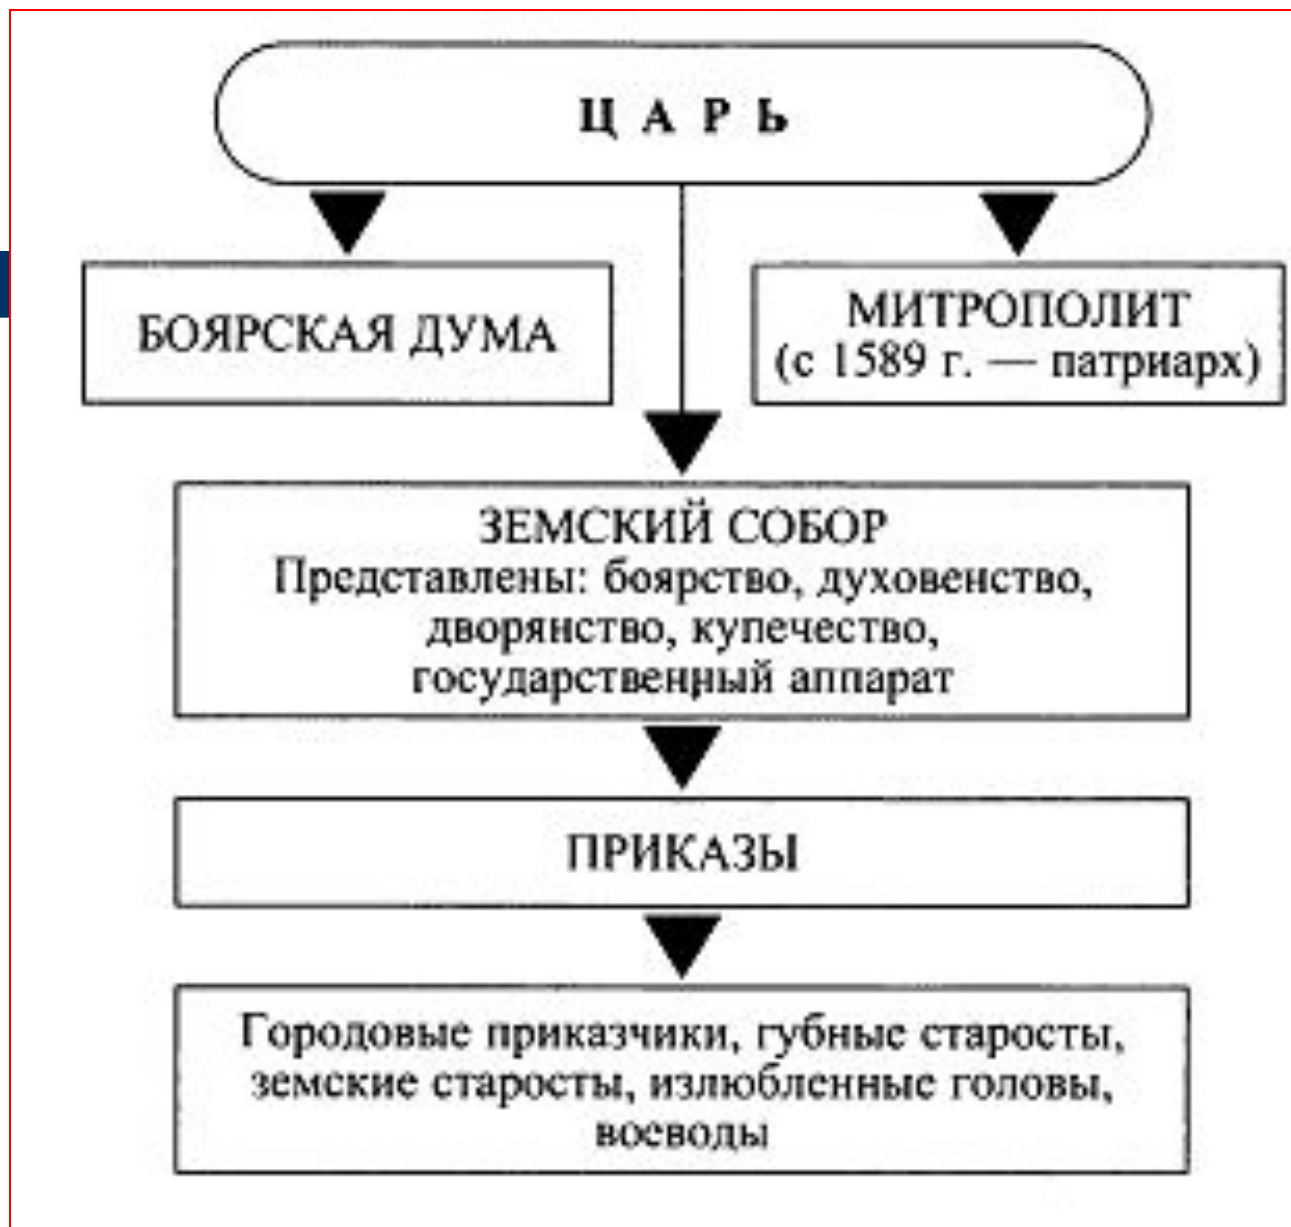 ЦАРЬ
БОЯРСКАЯ ДУМА
МИТРОПОЛИТ
(с 1589 г. — патриарх)
ЗЕМСКИЙ СОБОР
Представлены: боярство, духовенство,
дворянство, купечество,
государственный аппарат
ПРИКАЗЫ
Городовые приказчики, губные старосты,
земские старосты, излюбленные головы,
воеводы